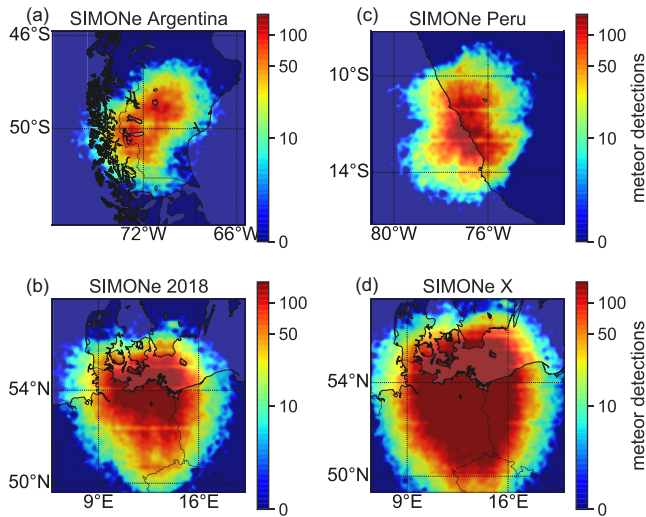 (a) SIMONe Argentina
46°S
50°S
72°W 66°W
100
50
10
0
(c) SIMONe Peru
10°S
14°S
80°W 76°W
100
50
10
0
meteor detections
(b) SIMONe 2018
54°N
50°N
9°E 16°E
100
50
10
0
(d) SIMONe X
54°N
50°N
9°E 16°E
100
50
10
0
meteor detections